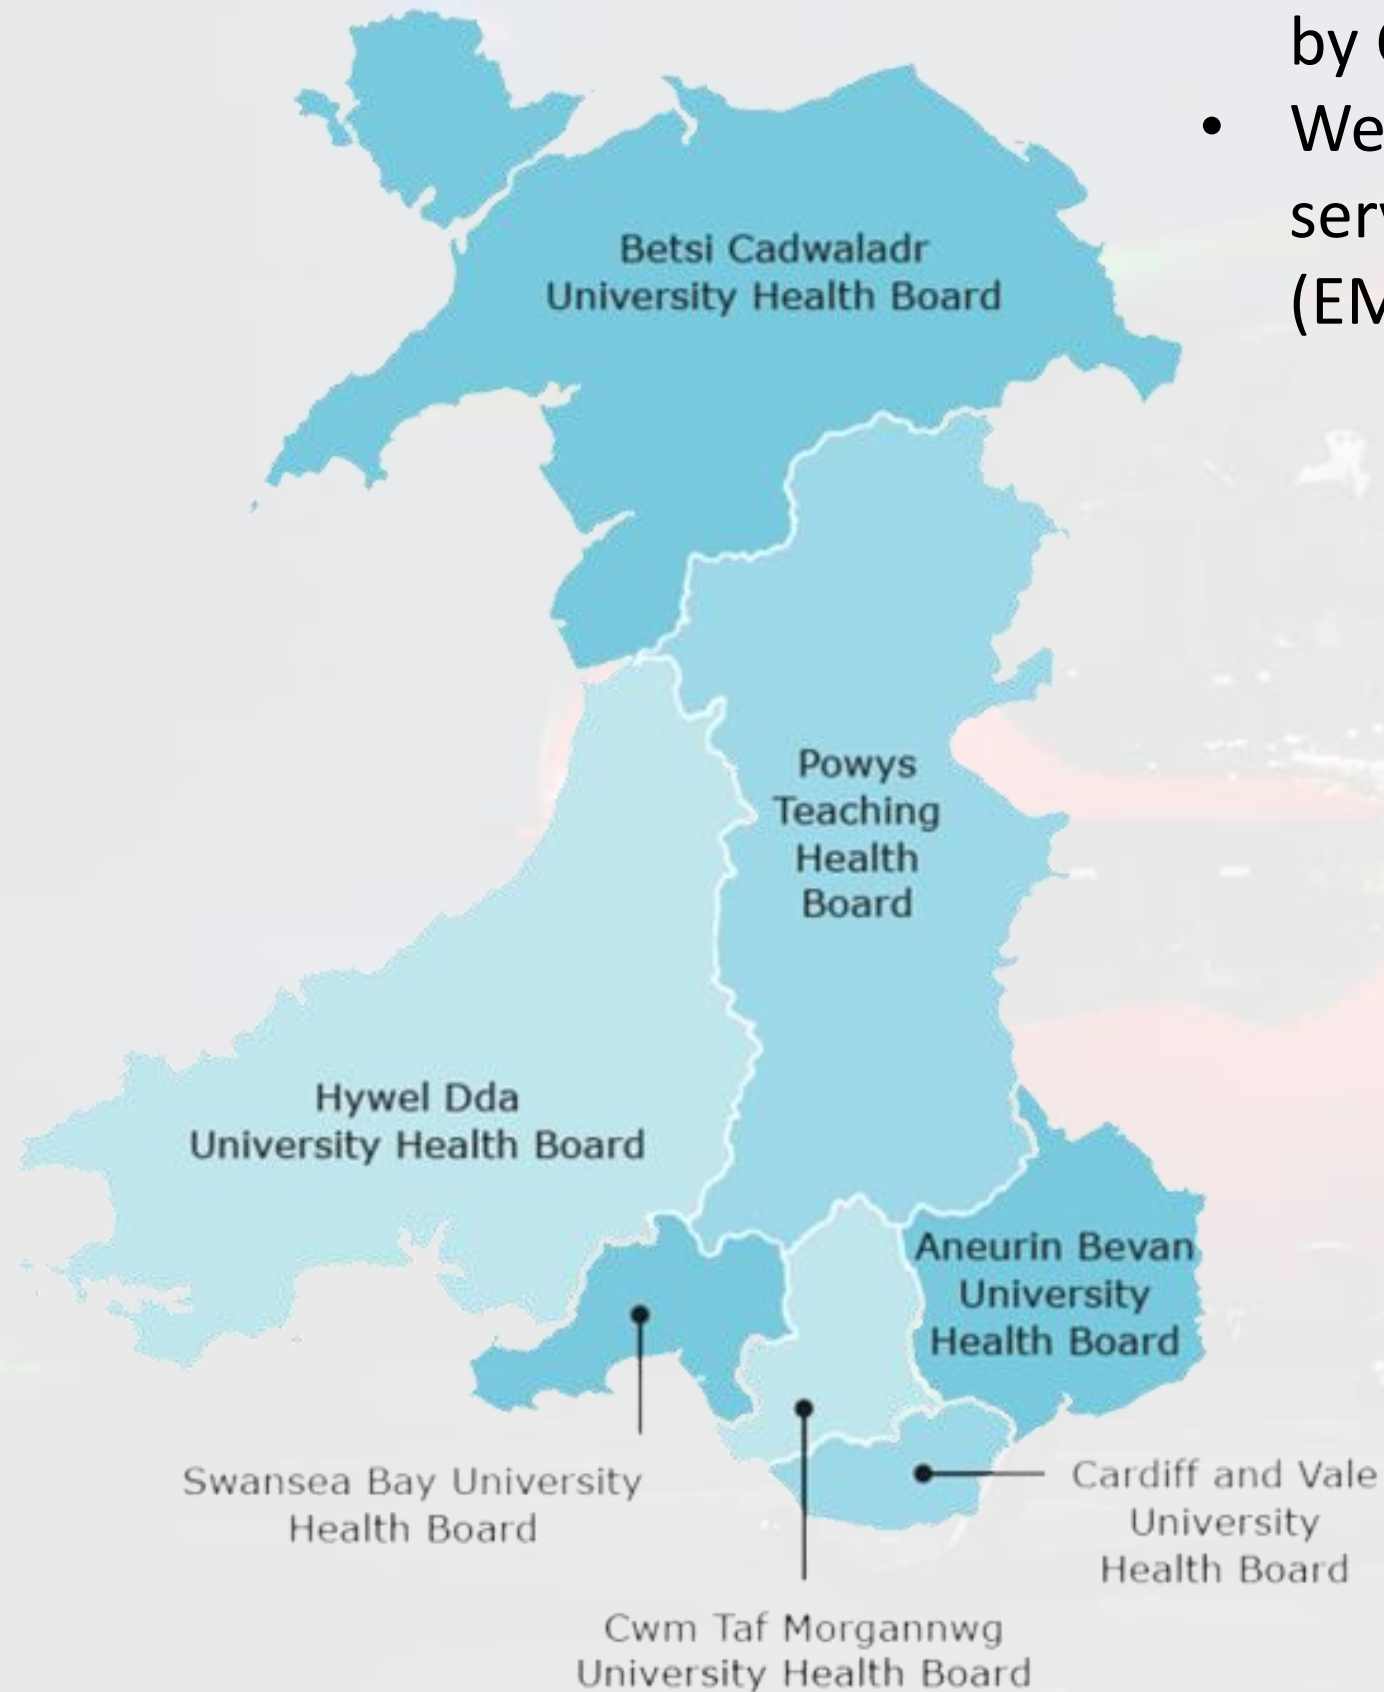 by
• We
serv
(EM
Betsi Cadwaladr
University Health Board
Powys
Teaching
Health
Board
Hywel Dda
University Health Board
Aneurin Bevan
University
Health Board
Swansea Bay University
Health Board
Cardiff and Vale
University
Health Board
Cwm Taf Morgannwg
University Health Board